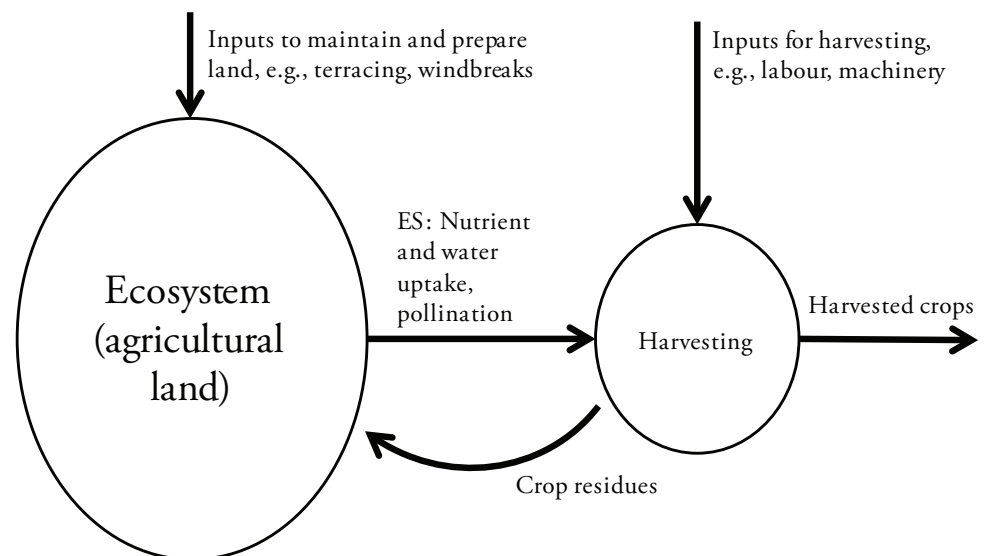 Inputs to maintain and prepare
land, e.g., terracing, windbreaks
Inputs for harvesting,
e.g., labour, machinery
ES: Nutrient
and water
uptake,
pollination
Ecosystem
(agricultural
land)
Harvesting
Harvested crops
Crop residues